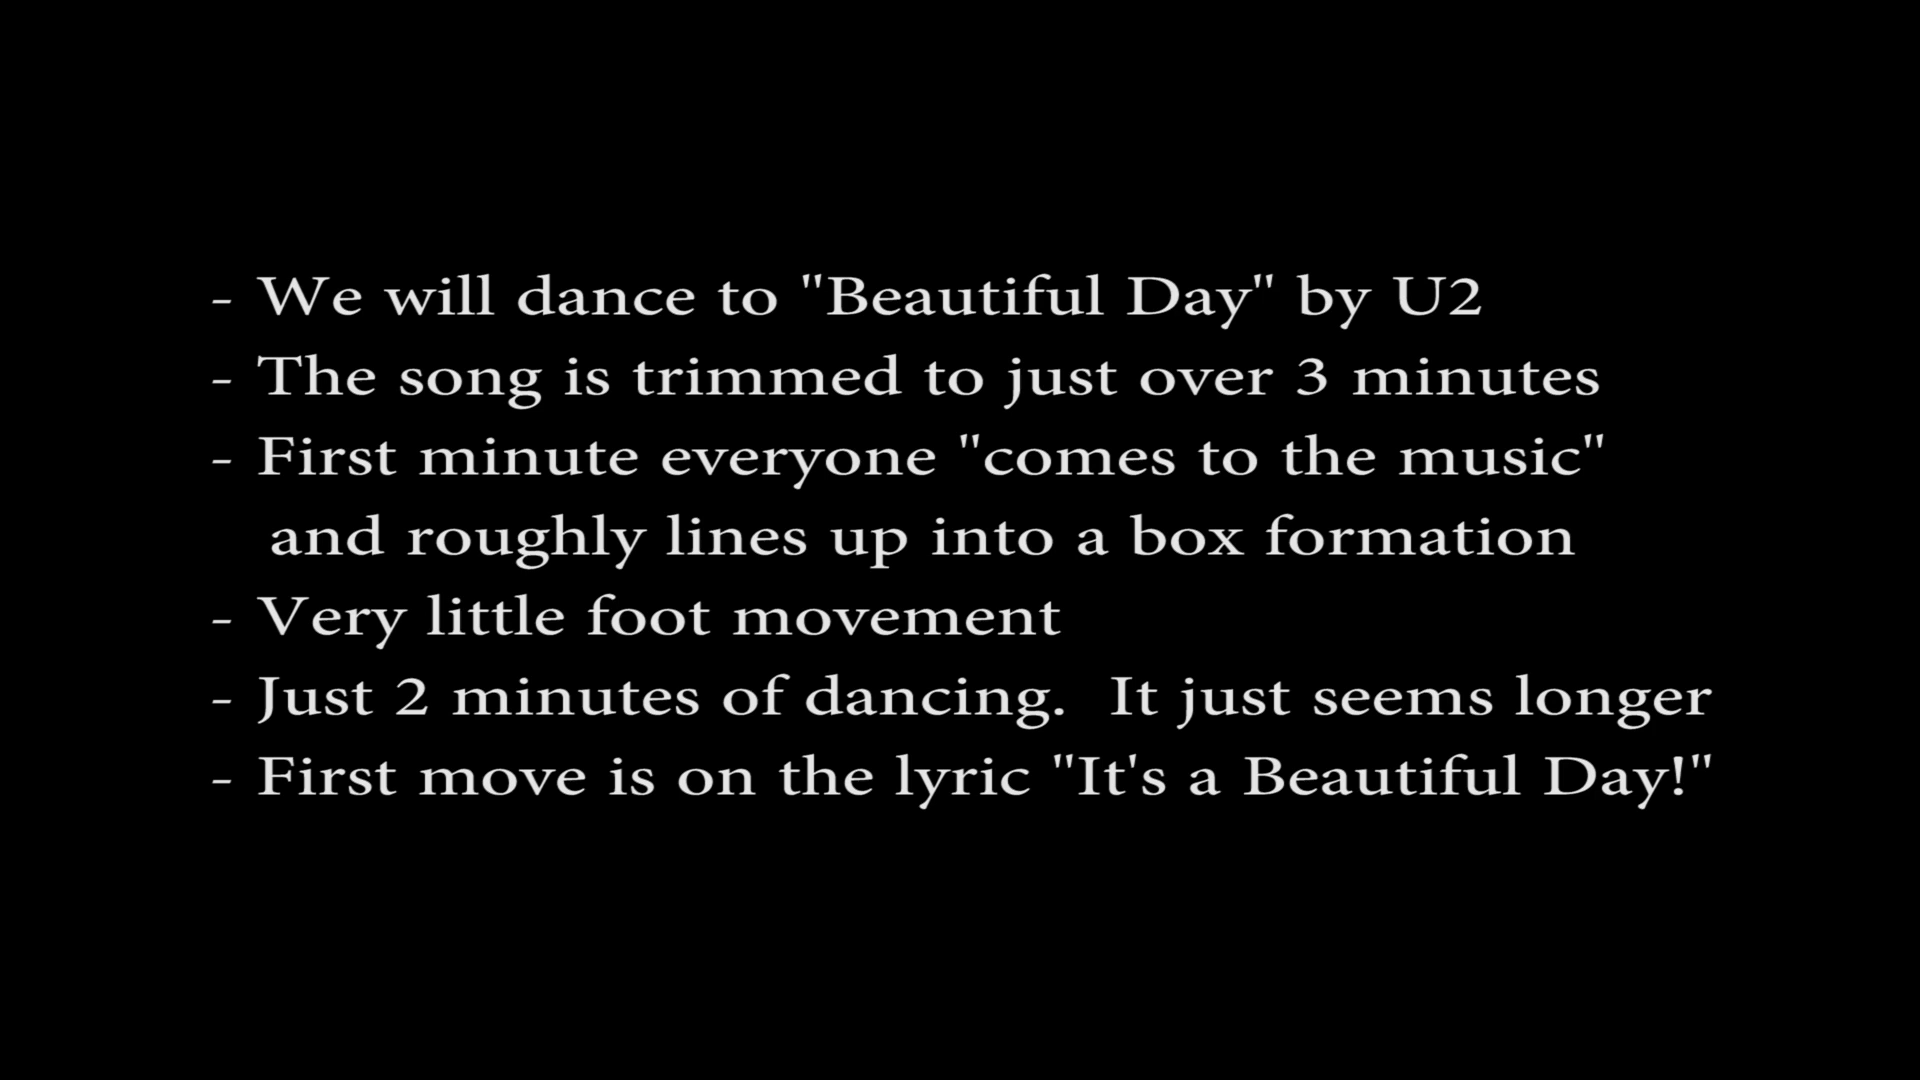 - We will dance to "Beautiful Day" by U2
- The song is trimmed to just over 3 minutes
- First minute everyone "comes to the music"
and roughly lines up into a box formation
- Very little foot movement
- Just 2 minutes of dancing.  It just seems longer
- First move is on the lyric "It's a Beautiful Day!"